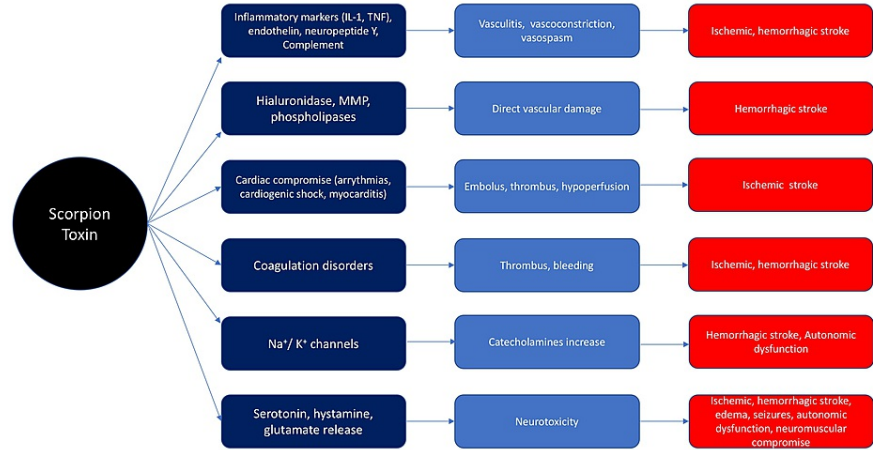 Scorpion
Toxin
Inflammatory markers (IL-1, TNF),
endothelin, neuropeptide Y,
Complement
Vasculitis, vasoconstriction,
vasospasm
Ischemic, hemorrhagic stroke
Hialuronidase, MMP,
phospholipases
Direct vascular damage
Hemorrhagic stroke
Cardiac compromise (arrythmias,
cardiogenic shock, myocarditis)
Embolus, thrombus, hypoperfusion
Ischemic stroke
Coagulation disorders
Thrombus, bleeding
Ischemic, hemorrhagic stroke
Na⁺/ K⁺ channels
Catecholamines increase
Hemorrhagic stroke, Autonomic
dysfunction
Serotonin, hystamine,
glutamate release
Neurotoxicity
Ischemic, hemorrhagic stroke,
edema, seizures, autonomic
dysfunction, neuromuscular
compromise